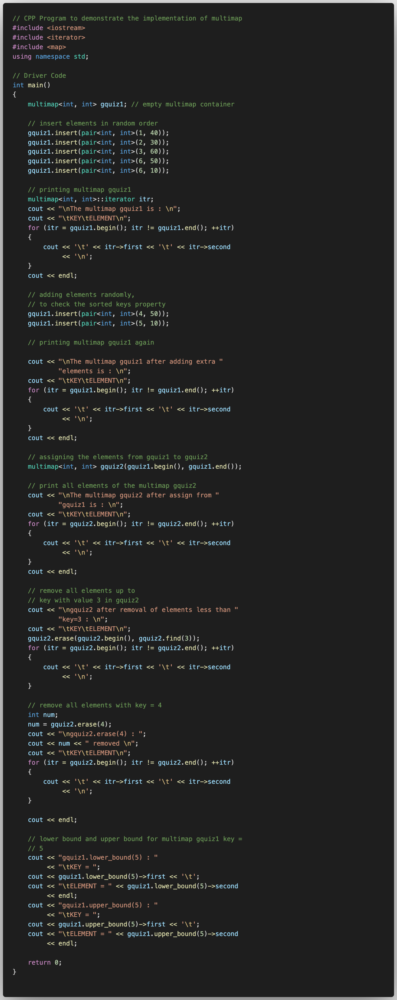 // CPP Program to demonstrate the implementation of multimap
#include <iostream>
#include <iterator>
#include <map>
using namespace std;

// Driver Code
int main()
{
    multimap<int, int> gquiz1; // empty multimap container

    // insert elements in random order
    gquiz1.insert(pair<int, int>(1, 40));
    gquiz1.insert(pair<int, int>(2, 30));
    gquiz1.insert(pair<int, int>(3, 60));
    gquiz1.insert(pair<int, int>(6, 50));
    gquiz1.insert(pair<int, int>(6, 10));

    // printing multimap gquiz1
    multimap<int, int>::iterator itr;
    cout << "\nThe multimap gquiz1 is : \n";
    cout << "\tKEY\tELEMENT\n";
    for (itr = gquiz1.begin(); itr != gquiz1.end(); ++itr)
    {
        cout << '\t' << itr->first << '\t' << itr->second
             << '\n';
    }
    cout << endl;

    // adding elements randomly,
    // to check the sorted keys property
    gquiz1.insert(pair<int, int>(4, 50));
    gquiz1.insert(pair<int, int>(5, 10));

    // printing multimap gquiz1 again

    cout << "\nThe multimap gquiz1 after adding extra "
            "elements is : \n";
    cout << "\tKEY\tELEMENT\n";
    for (itr = gquiz1.begin(); itr != gquiz1.end(); ++itr)
    {
        cout << '\t' << itr->first << '\t' << itr->second
             << '\n';
    }
    cout << endl;

    // assigning the elements from gquiz1 to gquiz2
    multimap<int, int> gquiz2(gquiz1.begin(), gquiz1.end());

    // print all elements of the multimap gquiz2
    cout << "\nThe multimap gquiz2 after assign from "
            "gquiz1 is : \n";
    cout << "\tKEY\tELEMENT\n";
    for (itr = gquiz2.begin(); itr != gquiz2.end(); ++itr)
    {
        cout << '\t' << itr->first << '\t' << itr->second
             << '\n';
    }
    cout << endl;

    // remove all elements up to
    // key with value 3 in gquiz2
    cout << "\ngquiz2 after removal of elements less than "
            "key=3 : \n";
    cout << "\tKEY\tELEMENT\n";
    gquiz2.erase(gquiz2.begin(), gquiz2.find(3));
    for (itr = gquiz2.begin(); itr != gquiz2.end(); ++itr)
    {
        cout << '\t' << itr->first << '\t' << itr->second
             << '\n';
    }

    // remove all elements with key = 4
    int num;
    num = gquiz2.erase(4);
    cout << "\ngquiz2.erase(4) : ";
    cout << num << " removed \n";
    cout << "\tKEY\tELEMENT\n";
    for (itr = gquiz2.begin(); itr != gquiz2.end(); ++itr)
    {
        cout << '\t' << itr->first << '\t' << itr->second
             << '\n';
    }

    cout << endl;

    // lower bound and upper bound for multimap gquiz1 key =
    // 5
    cout << "gquiz1.lower_bound(5) : "
         << "\tKEY = ";
    cout << gquiz1.lower_bound(5)->first << '\t';
    cout << "\tELEMENT = " << gquiz1.lower_bound(5)->second
         << endl;
    cout << "gquiz1.upper_bound(5) : "
         << "\tKEY = ";
    cout << gquiz1.upper_bound(5)->first << '\t';
    cout << "\tELEMENT = " << gquiz1.upper_bound(5)->second
         << endl;

    return 0;
}